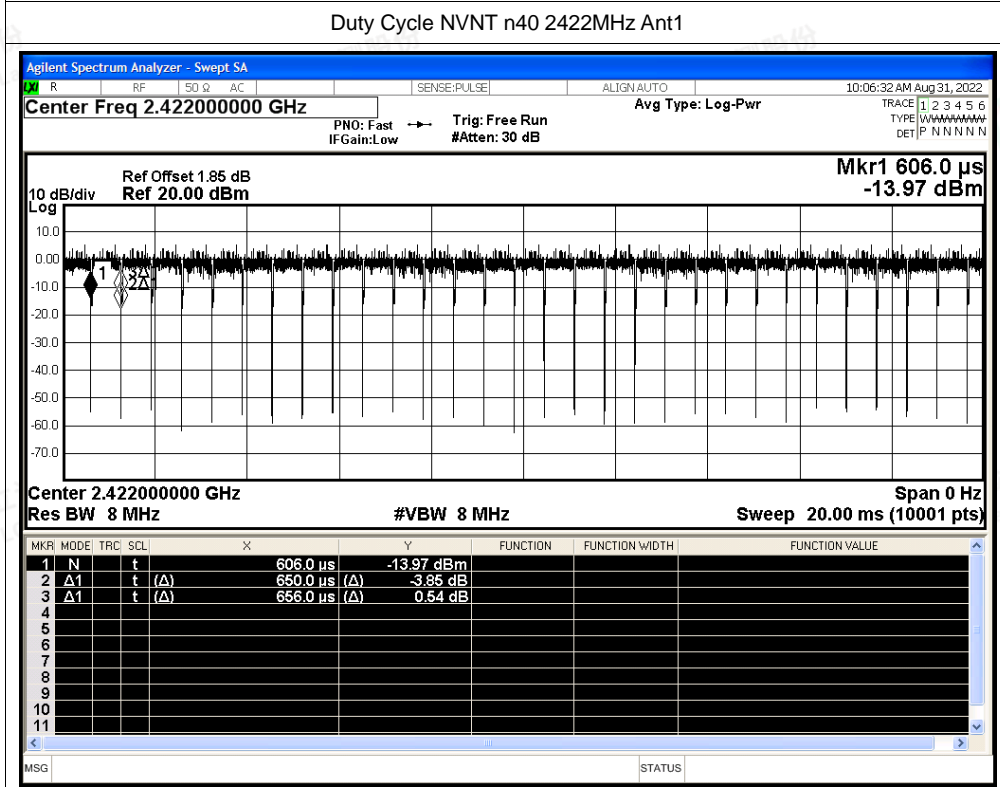 Duty Cycle NVNT n40 2422MHz Ant1
Agilent Spectrum Analyzer - Swept SA
LXI R RF 50 Ω AC SENSE:PULSE ALIGN AUTO 10:06:32 AM Aug 31, 2022
Center Freq 2.422000000 GHz Avg Type: Log-Pwr TRACE 1 2 3 4 5 6
PNO: Fast Trig: Free Run TYPE W
IFGain:Low #Atten: 30 dB DET P N N N N N
Mkr1 606.0 µs
Ref Offset 1.85 dB -13.97 dBm
10 dB/div Ref 20.00 dBm
Log
10.0
0.00
1 3Δ
-10.0 2Δ
-20.0
-30.0
-40.0
-50.0
-60.0
-70.0
Center 2.422000000 GHz Span 0 Hz
Res BW 8 MHz #VBW 8 MHz Sweep 20.00 ms (10001 pts)
MKR MODE TRC SCL X Y FUNCTION FUNCTION WIDTH FUNCTION VALUE
1 N t 606.0 µs -13.97 dBm
2 Δ1 t (Δ) 650.0 µs (Δ) -3.85 dB
3 Δ1 t (Δ) 656.0 µs (Δ) 0.54 dB
4
5
6
7
8
9
10
11
MSG STATUS